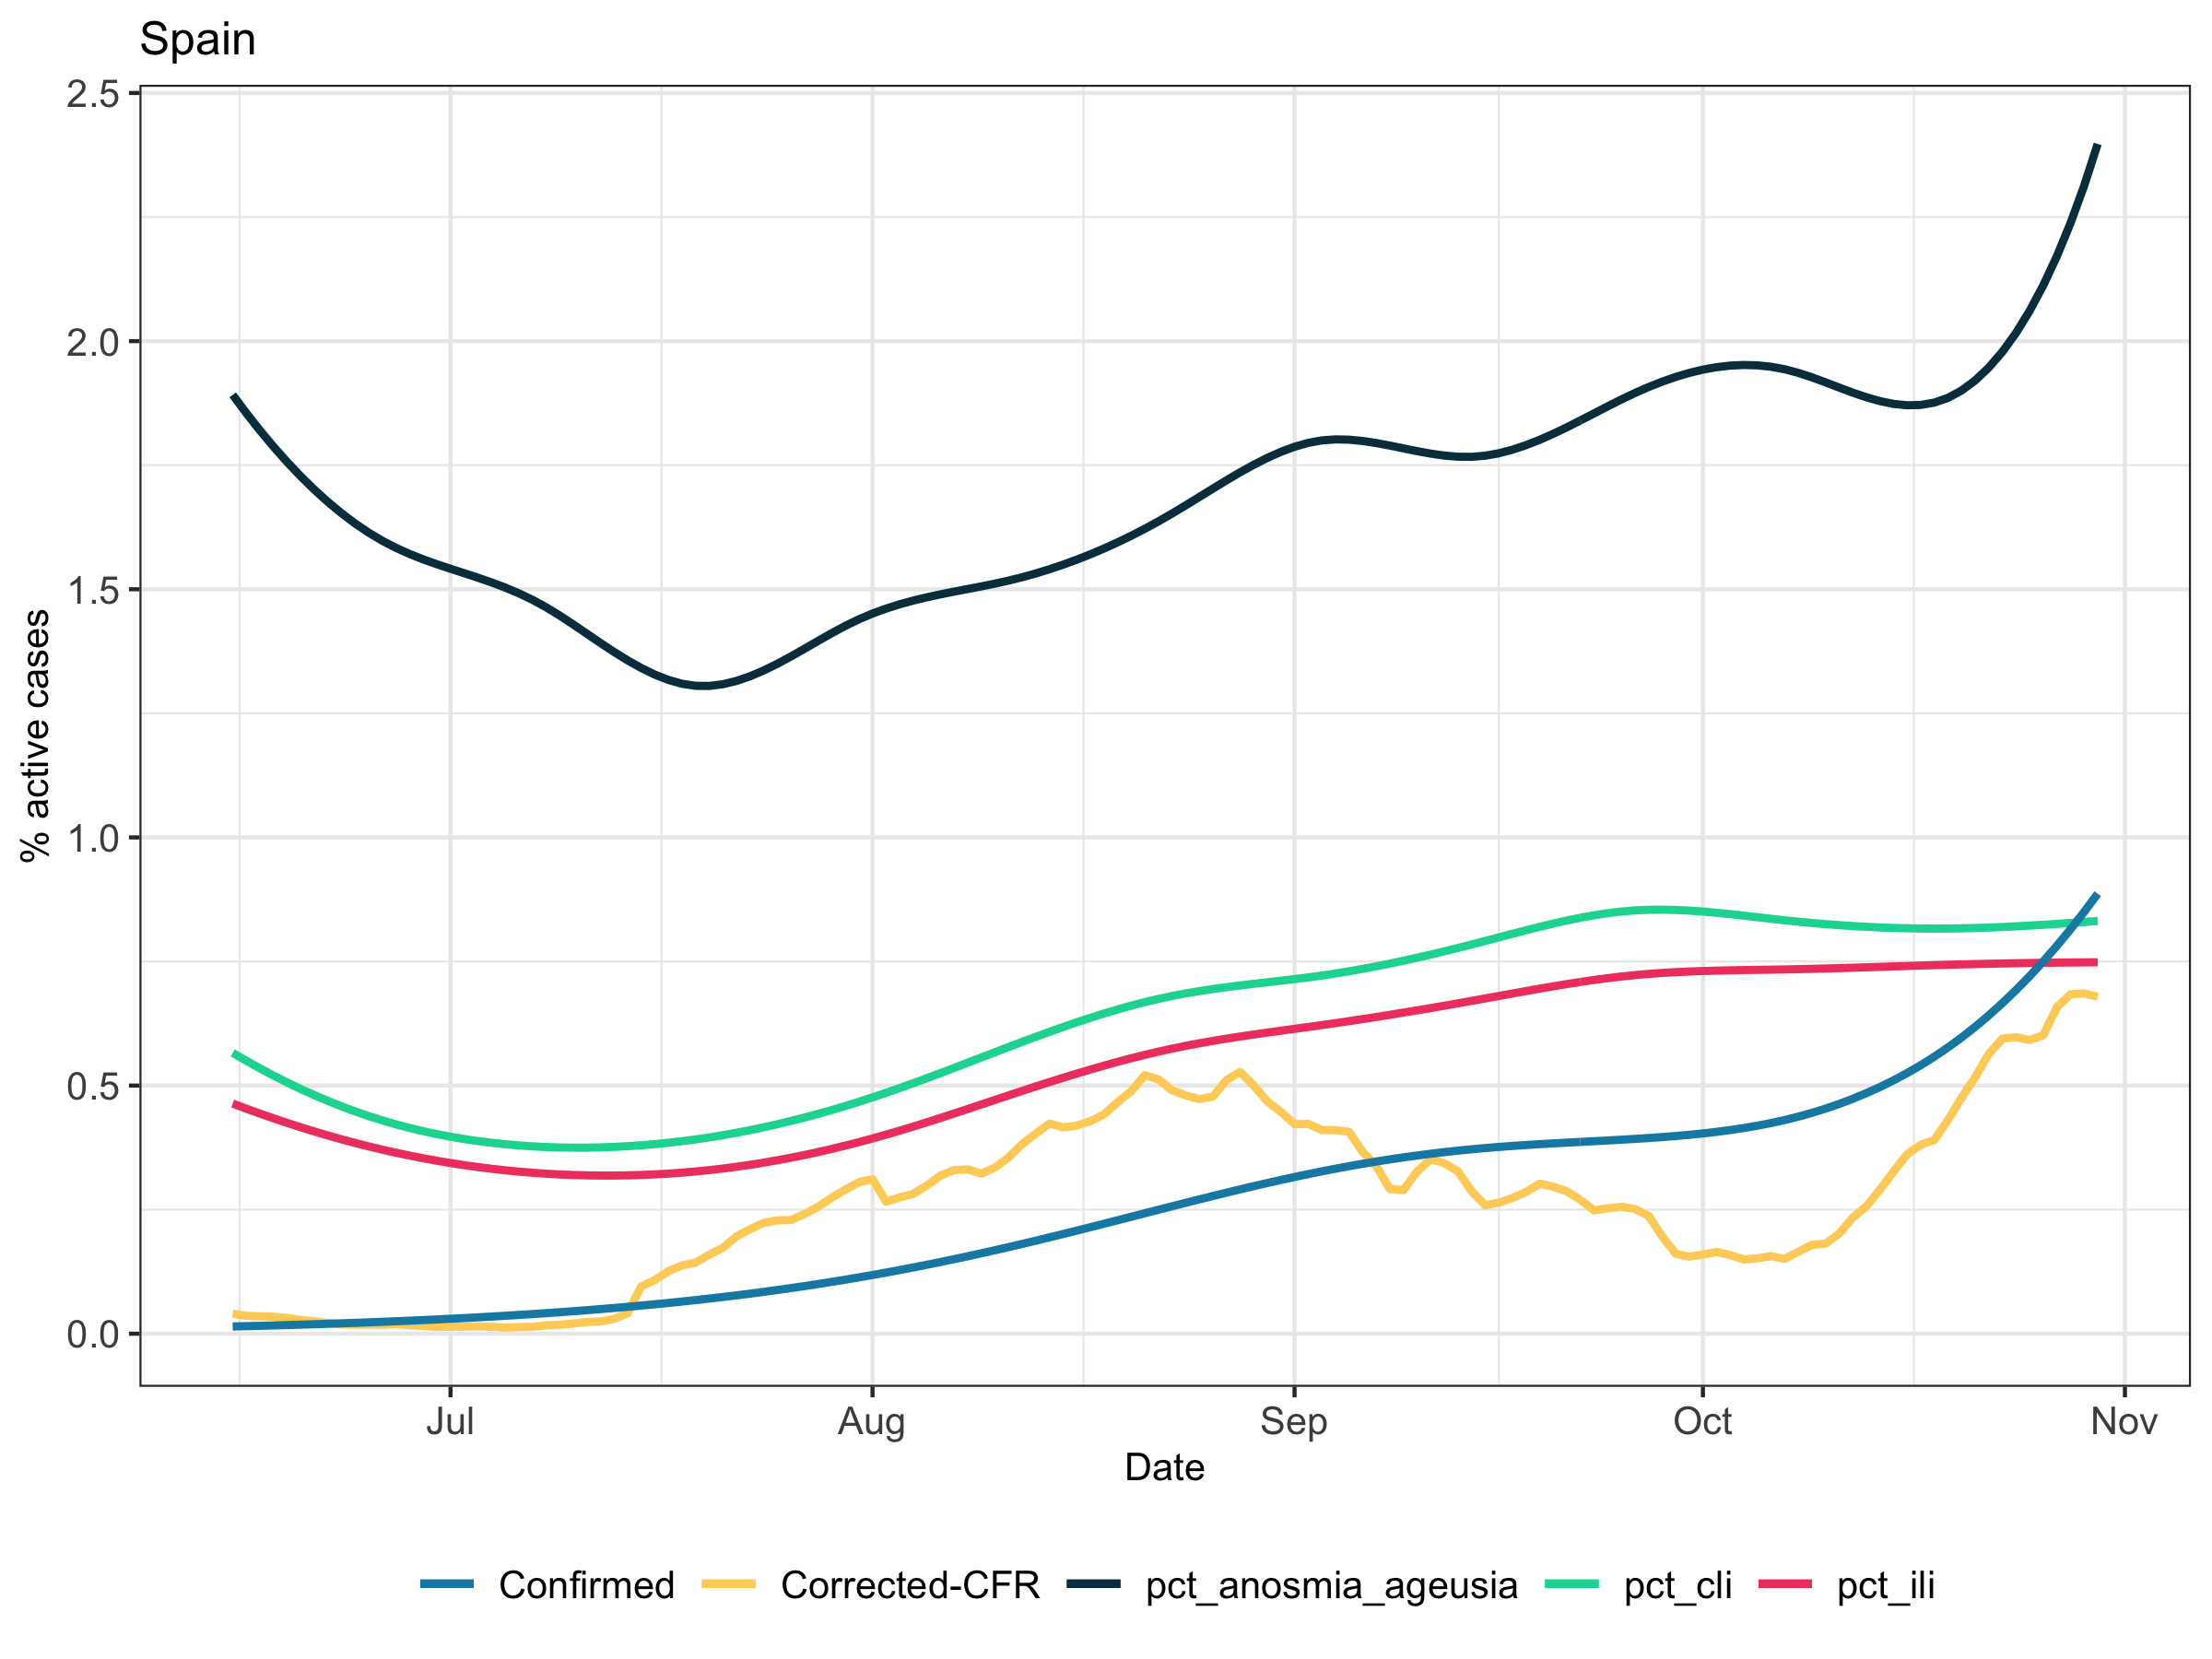 Spain
2.5
2.0
1.5
1.0
0.5
0.0
% active cases
Jul Aug Sep Oct Nov
Date
Confirmed Corrected-CFR pct_anosmia_ageusia pct_cli pct_ili